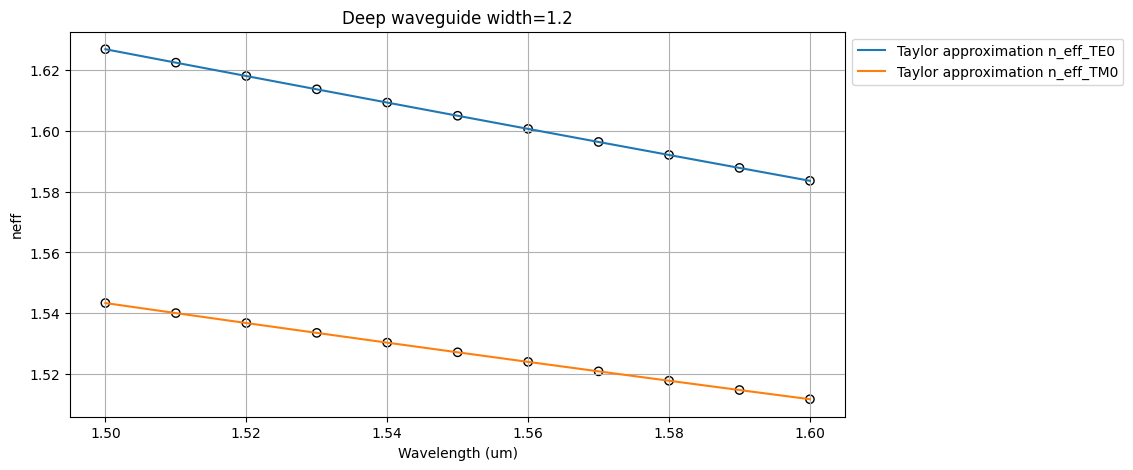 Deep waveguide width=1.2
Taylor approximation n_eff_TE0
Taylor approximation n_eff_TM0
neff
1.62
1.60
1.58
1.56
1.54
1.52
1.50
1.52
1.54
1.56
1.58
1.60
Wavelength (um)